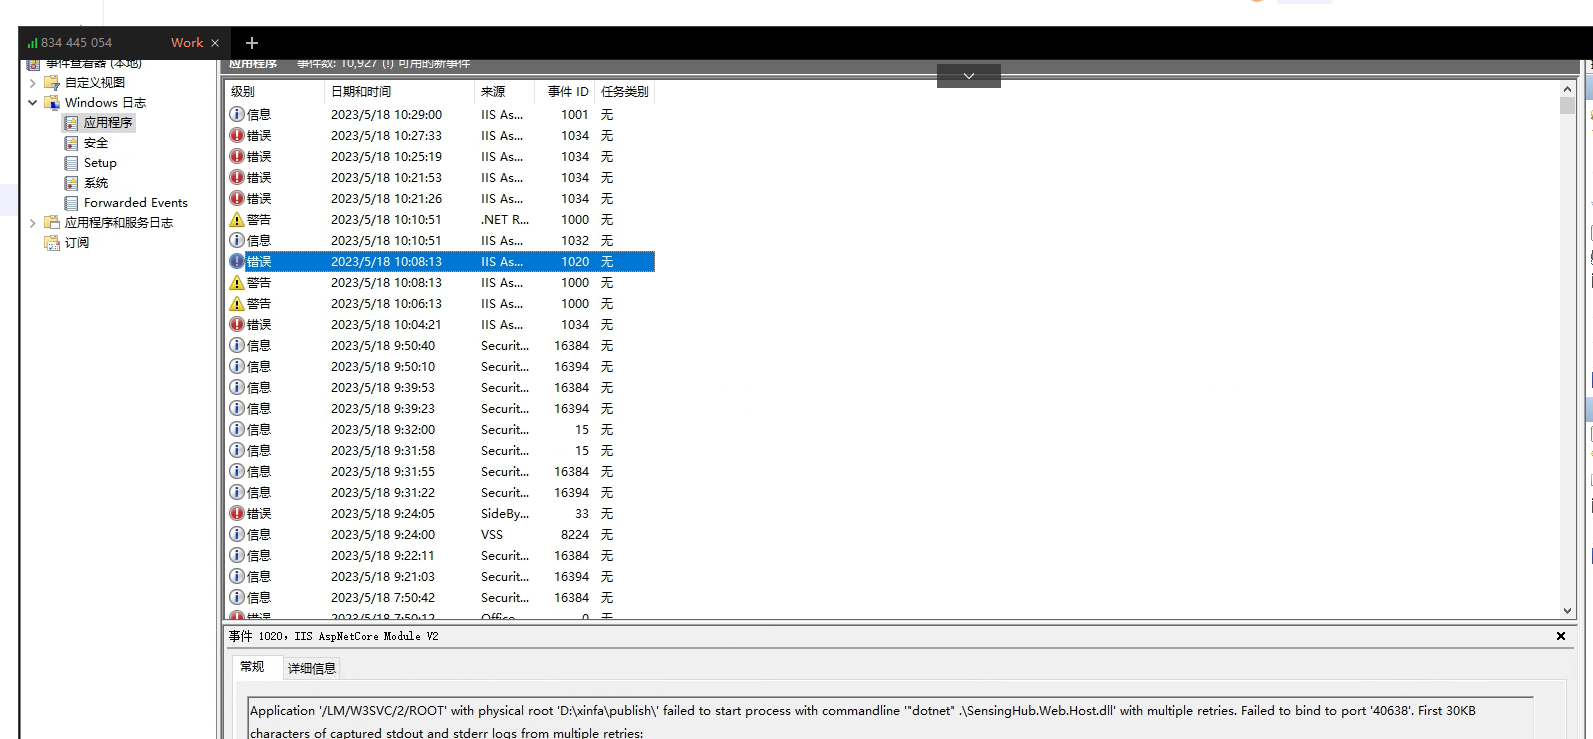 834 445 054 Work
事件查看器 (本地)
自定义视图
Windows 日志
应用程序
安全
Setup
系统
Forwarded Events
应用程序和服务日志
订阅
应用程序 事件数: 10,927 (!) 可用的新事件
级别 日期和时间 来源 事件 ID 任务类别
信息 2023/5/18 10:29:00 IIS As... 1001 无
错误 2023/5/18 10:27:33 IIS As... 1034 无
错误 2023/5/18 10:25:19 IIS As... 1034 无
错误 2023/5/18 10:21:53 IIS As... 1034 无
错误 2023/5/18 10:21:26 IIS As... 1034 无
警告 2023/5/18 10:10:51 .NET R... 1000 无
信息 2023/5/18 10:10:51 IIS As... 1032 无
错误 2023/5/18 10:08:13 IIS As... 1020 无
警告 2023/5/18 10:08:13 IIS As... 1000 无
警告 2023/5/18 10:06:13 IIS As... 1000 无
错误 2023/5/18 10:04:21 IIS As... 1034 无
信息 2023/5/18 9:50:40 Securit... 16384 无
信息 2023/5/18 9:50:10 Securit... 16394 无
信息 2023/5/18 9:39:53 Securit... 16384 无
信息 2023/5/18 9:39:23 Securit... 16394 无
信息 2023/5/18 9:32:00 Securit... 15 无
信息 2023/5/18 9:31:58 Securit... 15 无
信息 2023/5/18 9:31:55 Securit... 16384 无
信息 2023/5/18 9:31:22 Securit... 16394 无
错误 2023/5/18 9:24:05 SideBy... 33 无
信息 2023/5/18 9:24:00 VSS 8224 无
信息 2023/5/18 9:22:11 Securit... 16384 无
信息 2023/5/18 9:21:03 Securit... 16394 无
信息 2023/5/18 7:50:42 Securit... 16384 无
错误 2023/5/18 7:50:12 Office 0 无
事件 1020，IIS AspNetCore Module V2
常规 详细信息
Application '/LM/W3SVC/2/ROOT' with physical root 'D:\xinfa\publish\' failed to start process with commandline '"dotnet" .\SensingHub.Web.Host.dll' with multiple retries. Failed to bind to port '40638'. First 30KB
characters of captured stdout and stderr logs from multiple retries: